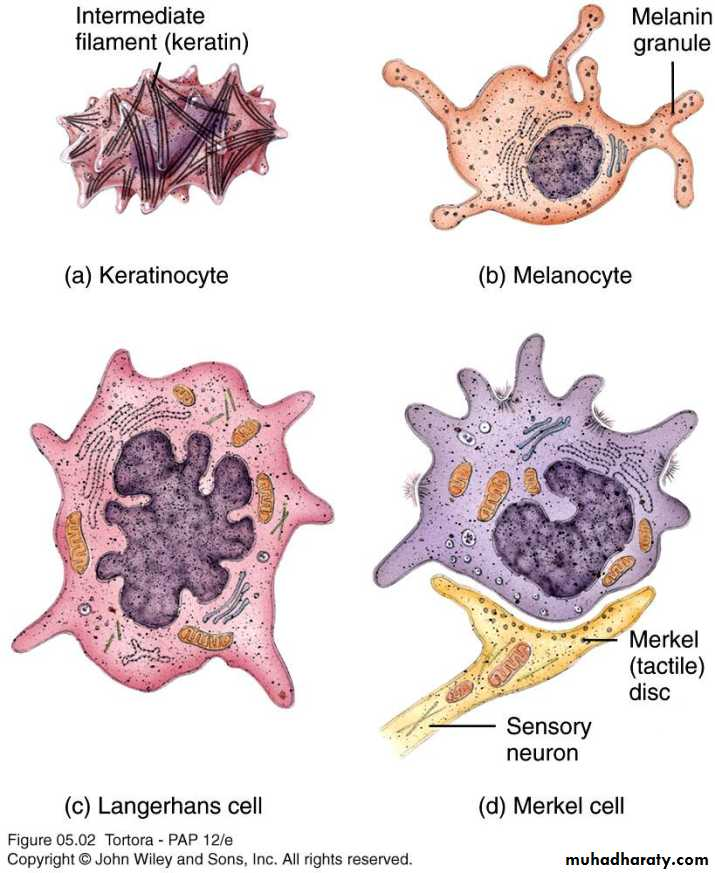 Intermediate
filament (keratin)
Melanin
granule
(a) Keratinocyte
(b) Melanocyte
Merkel
(tactile)
disc
Sensory
neuron
(c) Langerhans cell
(d) Merkel cell
Figure 05.02 Tortora - PAP 12/e
Copyright © John Wiley and Sons, Inc. All rights reserved.
muhadharaty.com